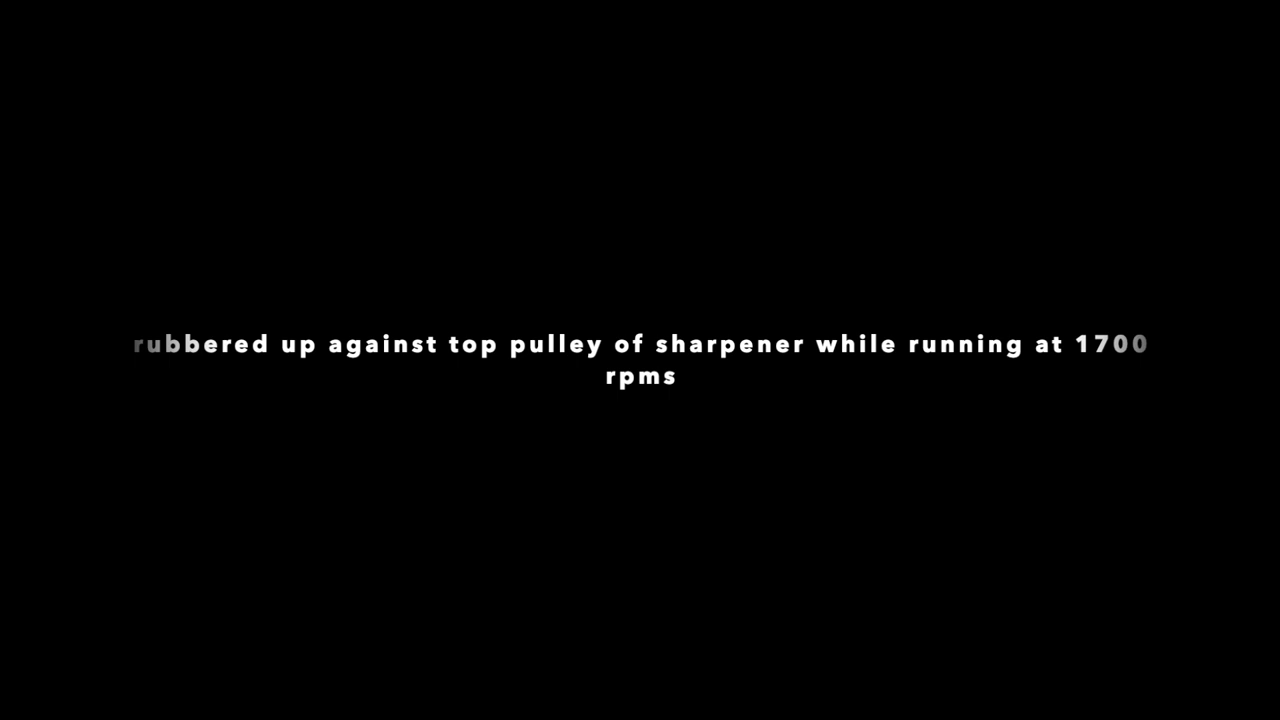 rubbered up against top pulley of sharpener while running at 1700
rpms